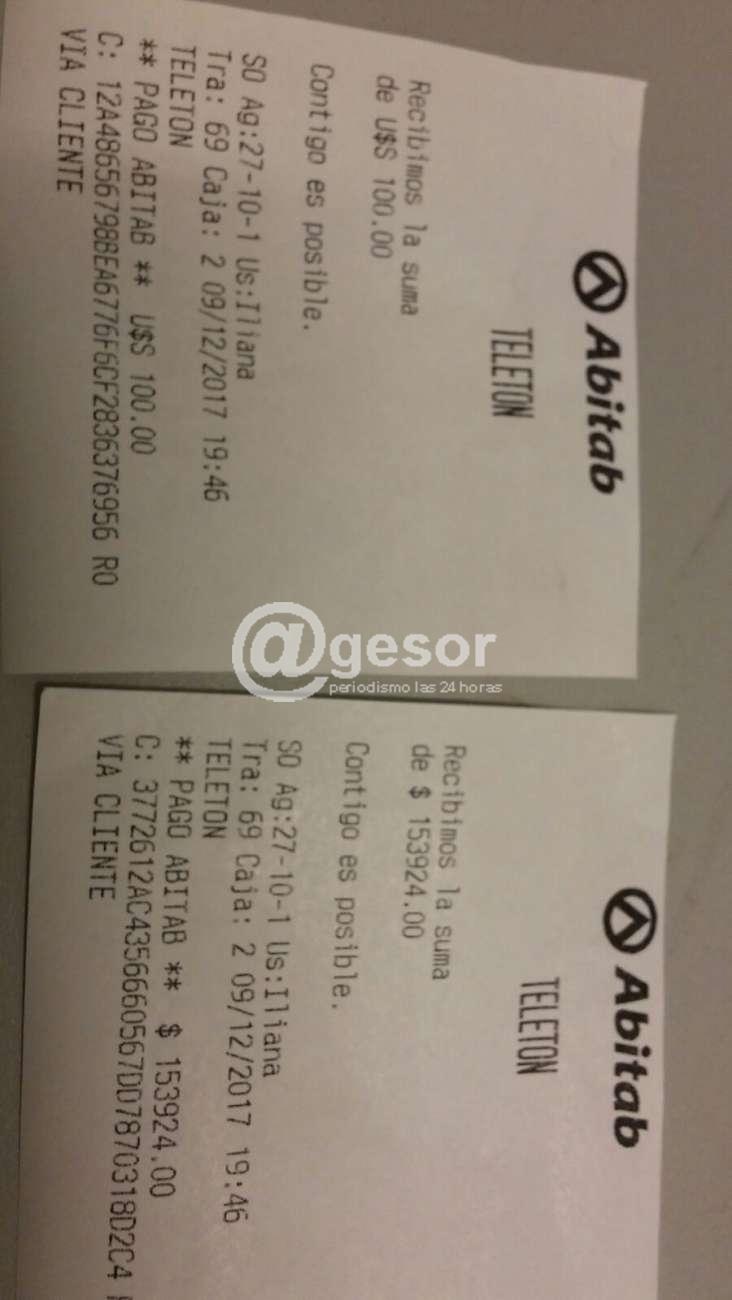 Abitab
TELETON
Recibimos la suma
de U$S 100.00
Contigo es posible.
SO Ag:27-10-1 Us:Iliana
Tra: 69 Caja: 2 09/12/2017 19:46
TELETON
** PAGO ABITAB ** U$S 100.00
C: 12A48656798BEA6776F6CF2836376956 RO
VIA CLIENTE
@gesor
periodismo las 24 horas
Abitab
TELETON
Recibimos la suma
de $ 153924.00
Contigo es posible.
SO Ag:27-10-1 Us:Iliana
Tra: 69 Caja: 2 09/12/2017 19:46
TELETON
** PAGO ABITAB ** $ 153924.00
C: 3772612AC4356660567DD7870318D2C4
VIA CLIENTE